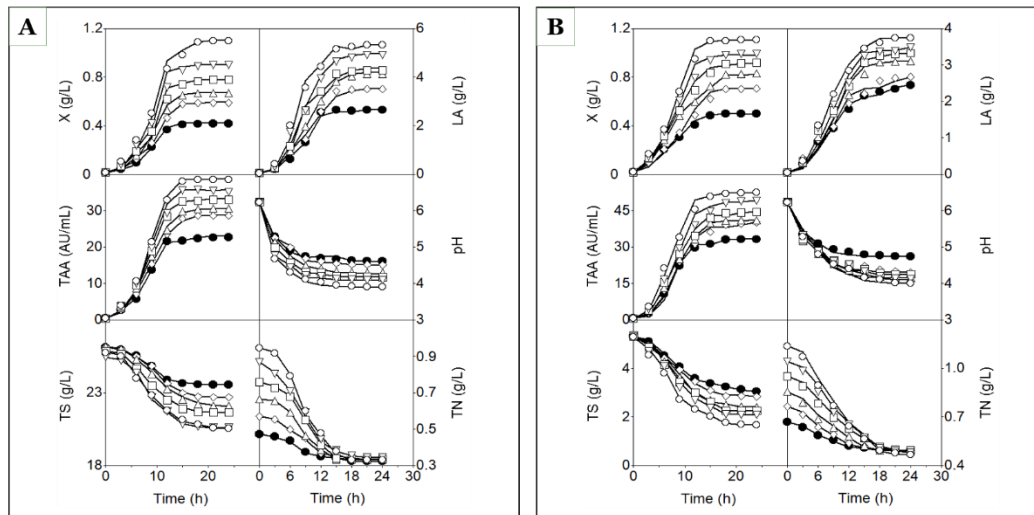 A
1.2
0.8
0.4
0
X (g/L)
6
5
4
2
1
0
LA (g/L)
30
20
10
0
TAA (AU/mL)
6
5
4
3
pH
23
18
TS (g/L)
0.9
0.7
0.5
0.3
TN (g/L)
0 10 20 0 6 12 18 24 30
Time (h) Time (h)
B
1.2
0.8
0.4
0
X (g/L)
4
3
2
1
0
LA (g/L)
45
30
15
0
TAA (AU/mL)
6
5
4
3
pH
4
2
0
TS (g/L)
1.0
0.7
0.4
TN (g/L)
0 10 20 0 6 12 18 24 30
Time (h) Time (h)